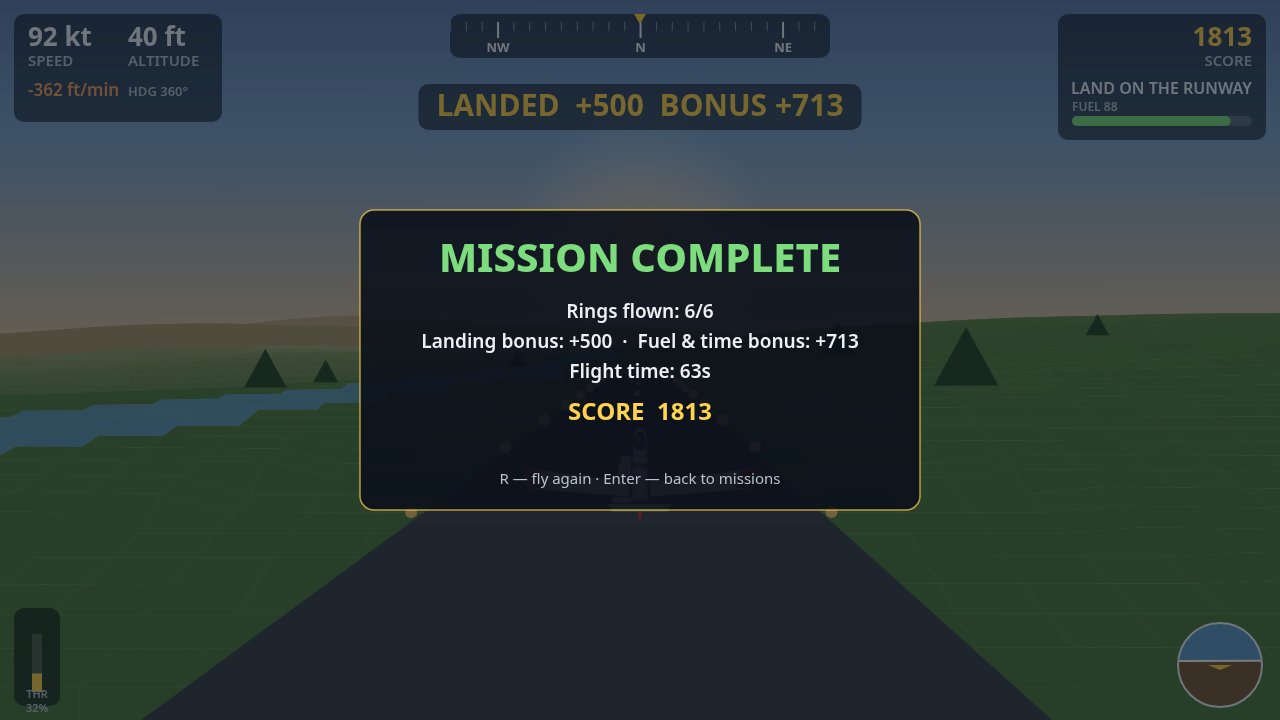 92 kt 40 ft
SPEED ALTITUDE
-362 ft/min HDG 360°
NW N NE
1813
SCORE
LAND ON THE RUNWAY
FUEL 88
LANDED +500 BONUS +713
MISSION COMPLETE
Rings flown: 6/6
Landing bonus: +500 · Fuel & time bonus: +713
Flight time: 63s
SCORE 1813
R — fly again · Enter — back to missions
THR
32%